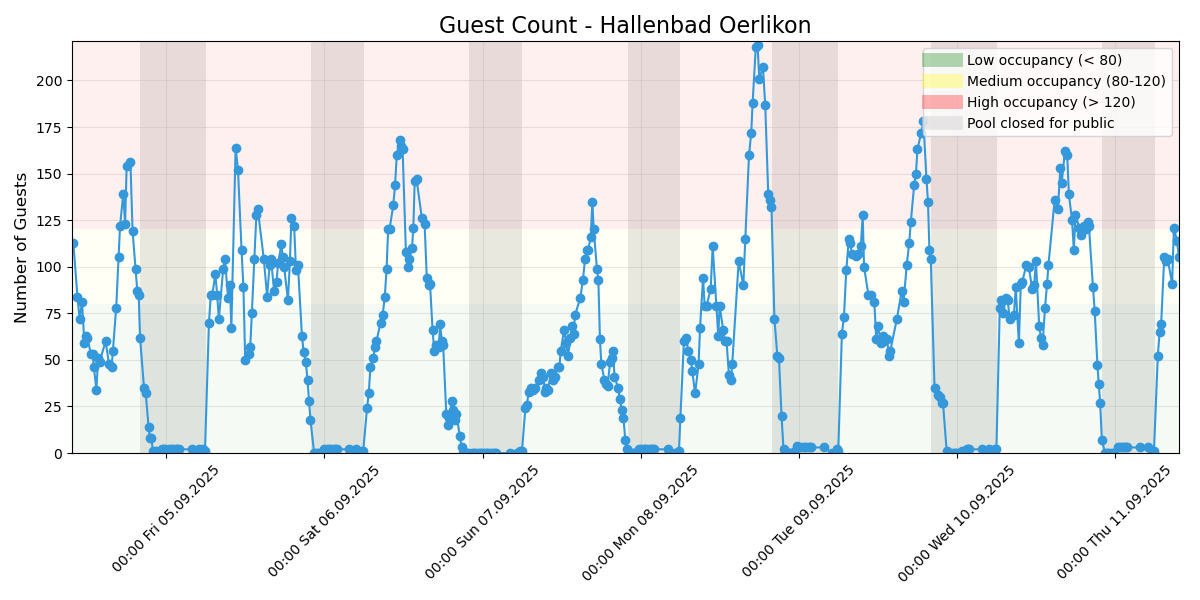 Guest Count - Hallenbad Oerlikon
Low occupancy (< 80)
Medium occupancy (80-120)
High occupancy (> 120)
Pool closed for public
Number of Guests
200
175
150
125
100
75
50
25
0
00:00 Fri 05.09.2025
00:00 Sat 06.09.2025
00:00 Sun 07.09.2025
00:00 Mon 08.09.2025
00:00 Tue 09.09.2025
00:00 Wed 10.09.2025
00:00 Thu 11.09.2025